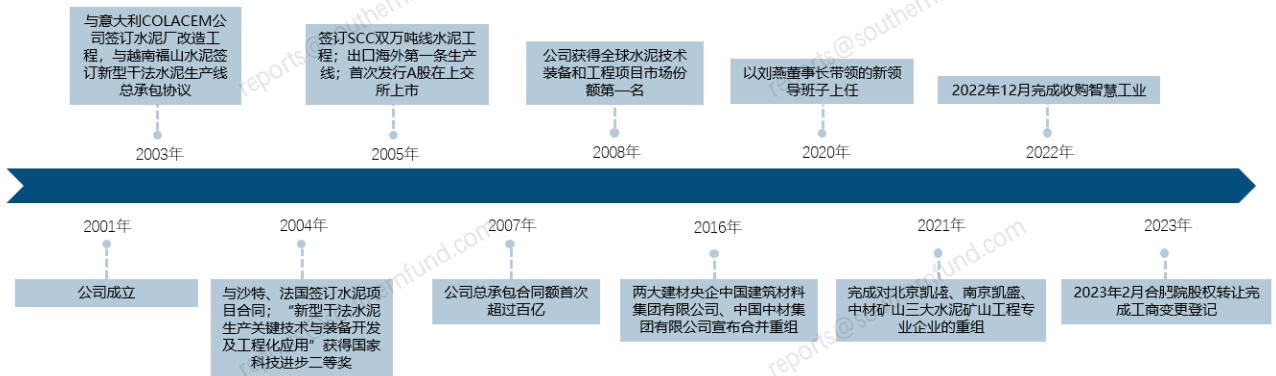 与意大利COLACEM公
司签订水泥厂改造工
程，与越南福山水泥签
订新型干法水泥生产线
总承包协议
2003年
签订SCC双万吨线水泥工
程；出口海外第一条生产
线；首次发行A股在上交
所上市
2005年
公司获得全球水泥技术
装备和工程项目市场份
额第一名
2008年
以刘燕董事长带领的新领
导班子上任
2020年
2022年12月完成收购智慧工业
2022年
2001年
公司成立
2004年
与沙特、法国签订水泥项
目合同；“新型干法水泥
生产关键技术与装备开发
及工程化应用”获得国家
科技进步二等奖
2007年
公司总承包合同额首次
超过百亿
2016年
两大建材央企中国建筑材料
集团有限公司、中国中材集
团有限公司宣布合并重组
2021年
完成对北京凯盛、南京凯盛、
中材矿山三大水泥矿山工程专
业企业的重组
2023年
2023年2月合肥院股权转让完
成工商变更登记
reports@southernfund.com